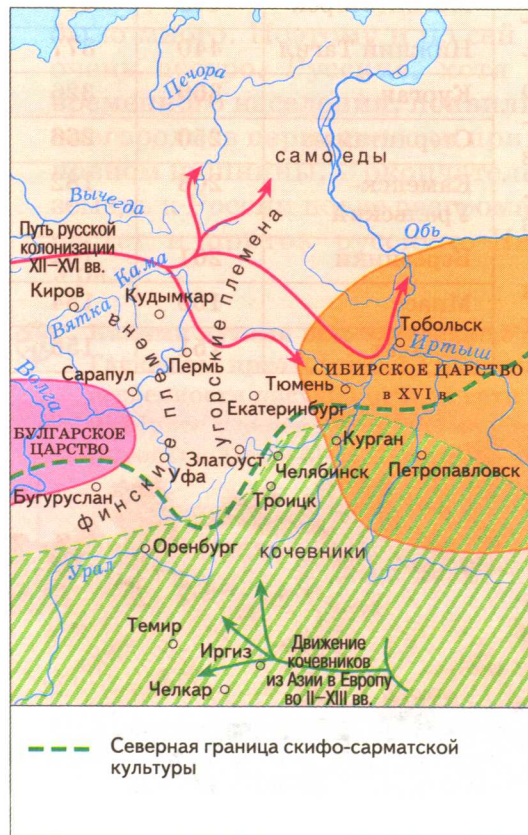 Печора
самоеды
Вычегда
Обь
Путь русской
колонизации
XII–XVI вв.
Кама
Киров
Кудымкар
Вятка
угорские племена
Тобольск
Иртыш
Пермь
СИБИРСКОЕ ЦАРСТВО
в XVI в.
Сарапул
Волга
Тюмень
Екатеринбург
финские племена
БУЛГАРСКОЕ
ЦАРСТВО
Курган
Златоуст
Челябинск
Петропавловск
Уфа
Бугуруслан
Троицк
Оренбург
кочевники
Урал
Темир
Иргиз
Челкар
Движение
кочевников
из Азии в Европу
во II–XIII вв.
Северная граница скифо-сарматской
культуры